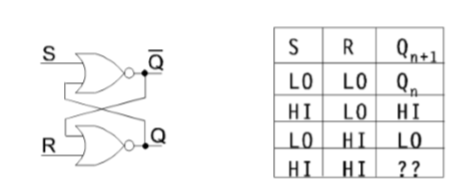 S
Q̅
R
Q
S R Qₙ₊₁
LO LO Qₙ
HI LO HI
LO HI LO
HI HI ??